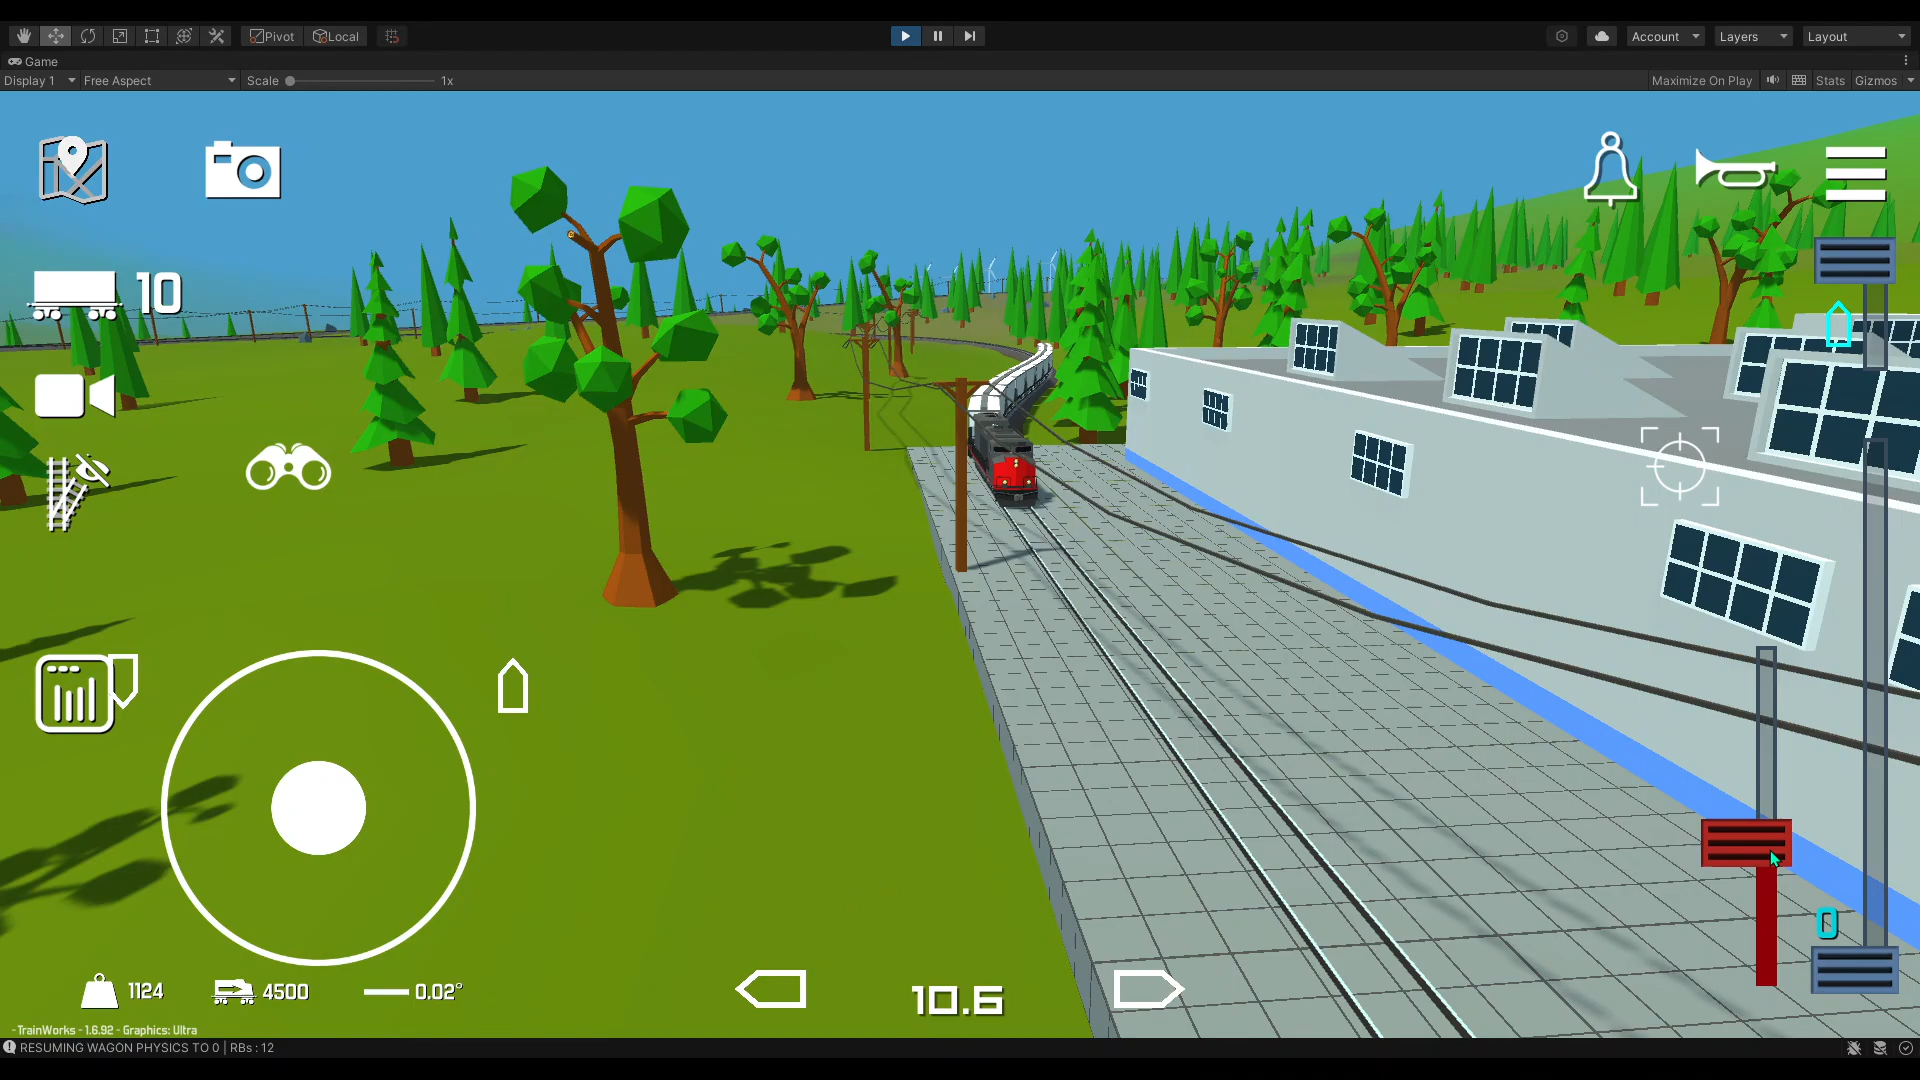 Pivot Local Account Layers Layout
Game
Display 1 Free Aspect Scale 1x Maximize On Play Stats Gizmos
10
0
1124 4500 0.02°
10.6
- TrainWorks - 1.6.92 - Graphics: Ultra
RESUMING WAGON PHYSICS TO 0 | RBs : 12